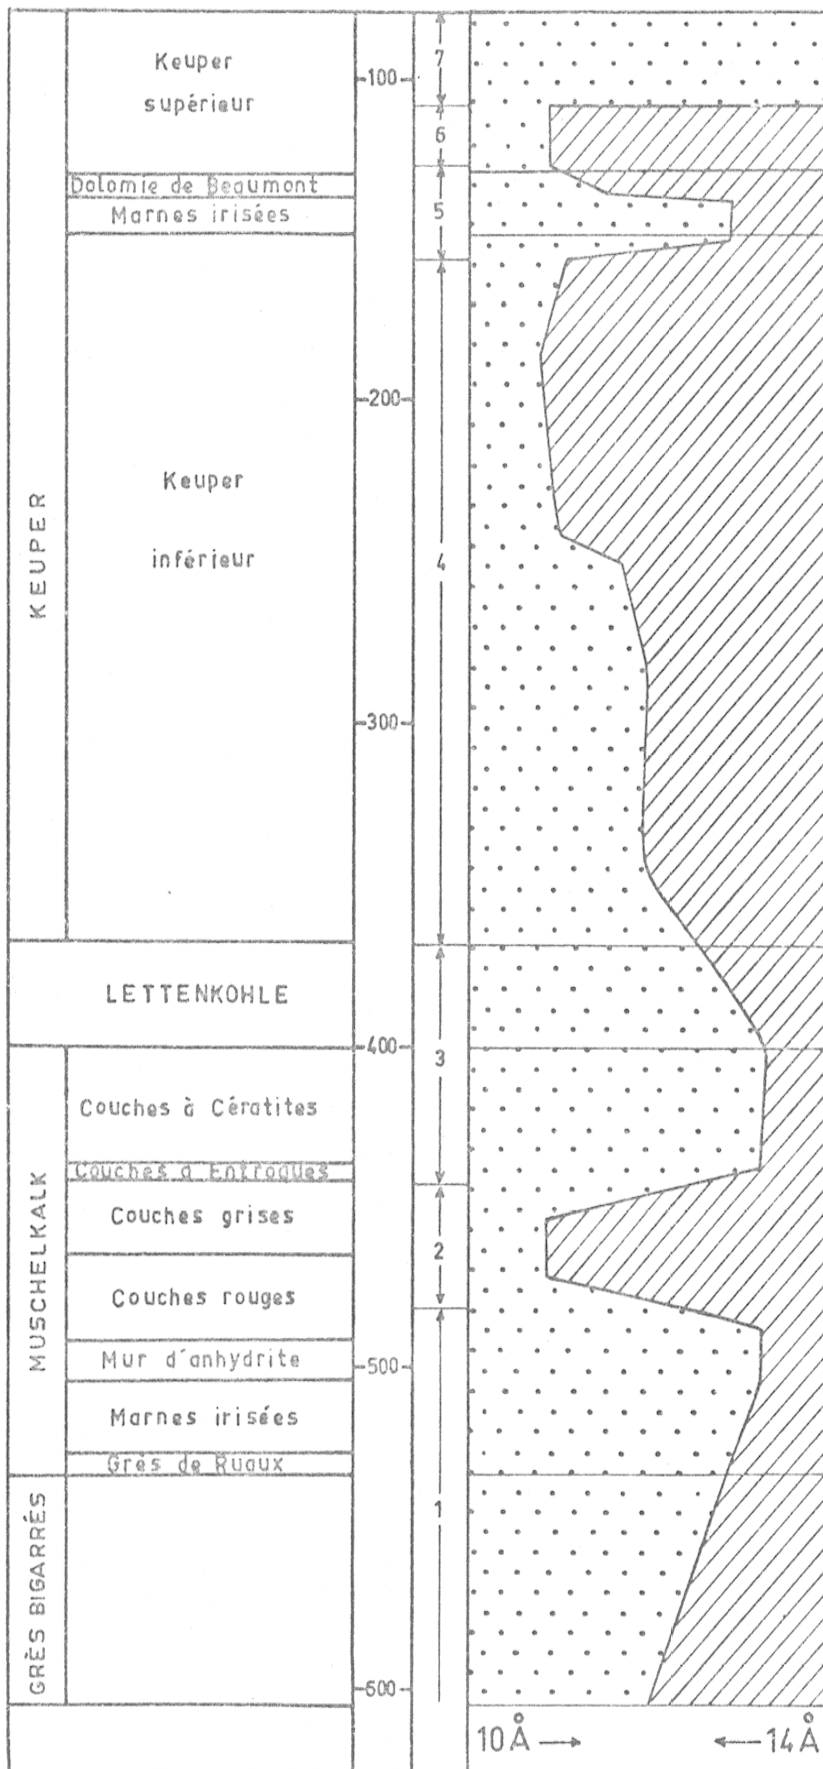 Keuper
supérieur
Dolomie de Beaumont
Marnes irisées
Keuper
inférieur
KEUPER
LETTENKOHLE
Couches à Cératites
Couches a Entroques
Couches grises
Couches rouges
Mur d'anhydrite
Marnes irisées
Grès de Ruaux
MUSCHELKALK
GRÈS BIGARRÉS
100
200
300
400
500
600
7
6
5
4
3
2
1
10 Å → ← 14 Å